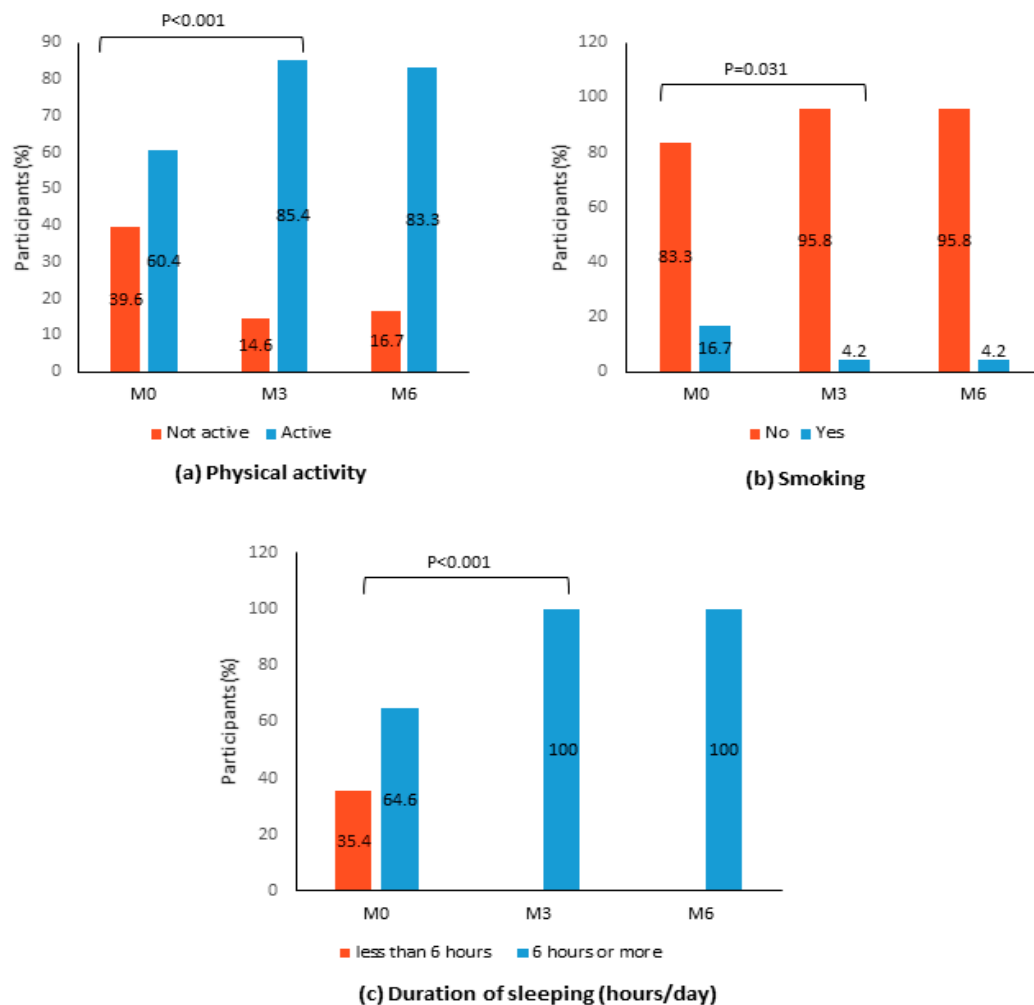 P<0.001
90
80
70
60
50
40
30
20
10
0
Participants (%)
39.6
60.4
14.6
85.4
16.7
83.3
M0 M3 M6
Not active Active
(a) Physical activity
P=0.031
120
100
80
60
40
20
0
Participants (%)
83.3
16.7
95.8
4.2
95.8
4.2
M0 M3 M6
No Yes
(b) Smoking
P<0.001
120
100
80
60
40
20
0
Participants (%)
35.4
64.6
100
100
M0 M3 M6
less than 6 hours 6 hours or more
(c) Duration of sleeping (hours/day)